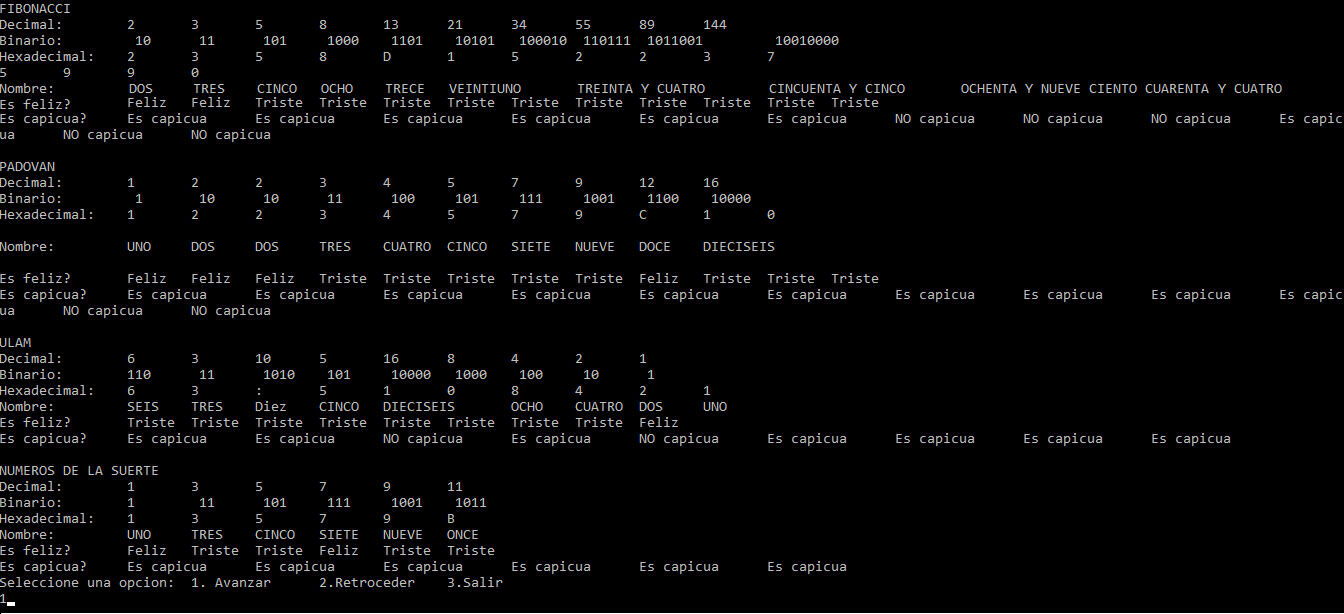 FIBONACCI
Decimal: 2 3 5 8 13 21 34 55 89 144
Binario: 10 11 101 1000 1101 10101 100010 110111 1011001 10010000
Hexadecimal: 2 3 5 8 D 1 5 2 2 3 7
5 9 9 0
Nombre: DOS TRES CINCO OCHO TRECE VEINTIUNO TREINTA Y CUATRO CINCUENTA Y CINCO OCHENTA Y NUEVE CIENTO CUARENTA Y CUATRO
Es feliz? Feliz Feliz Triste Triste Triste Triste Triste Triste Triste Triste Triste Triste
Es capicua? Es capicua Es capicua Es capicua Es capicua Es capicua Es capicua NO capicua NO capicua NO capicua Es capic
ua NO capicua NO capicua
PADOVAN
Decimal: 1 2 2 3 4 5 7 9 12 16
Binario: 1 10 10 11 100 101 111 1001 1100 10000
Hexadecimal: 1 2 2 3 4 5 7 9 C 1 0
Nombre: UNO DOS DOS TRES CUATRO CINCO SIETE NUEVE DOCE DIECISEIS
Es feliz? Feliz Feliz Feliz Triste Triste Triste Triste Triste Feliz Triste Triste Triste
Es capicua? Es capicua Es capicua Es capicua Es capicua Es capicua Es capicua Es capicua Es capicua Es capicua Es capic
ua NO capicua NO capicua
ULAM
Decimal: 6 3 10 5 16 8 4 2 1
Binario: 110 11 1010 101 10000 1000 100 10 1
Hexadecimal: 6 3 : 5 1 0 8 4 2 1
Nombre: SEIS TRES Diez CINCO DIECISEIS OCHO CUATRO DOS UNO
Es feliz? Triste Triste Triste Triste Triste Triste Triste Triste Feliz
Es capicua? Es capicua Es capicua NO capicua Es capicua NO capicua Es capicua Es capicua Es capicua Es capicua
NUMEROS DE LA SUERTE
Decimal: 1 3 5 7 9 11
Binario: 1 11 101 111 1001 1011
Hexadecimal: 1 3 5 7 9 B
Nombre: UNO TRES CINCO SIETE NUEVE ONCE
Es feliz? Feliz Triste Triste Feliz Triste Triste
Es capicua? Es capicua Es capicua Es capicua Es capicua Es capicua Es capicua
Seleccione una opcion: 1. Avanzar 2.Retroceder 3.Salir
1